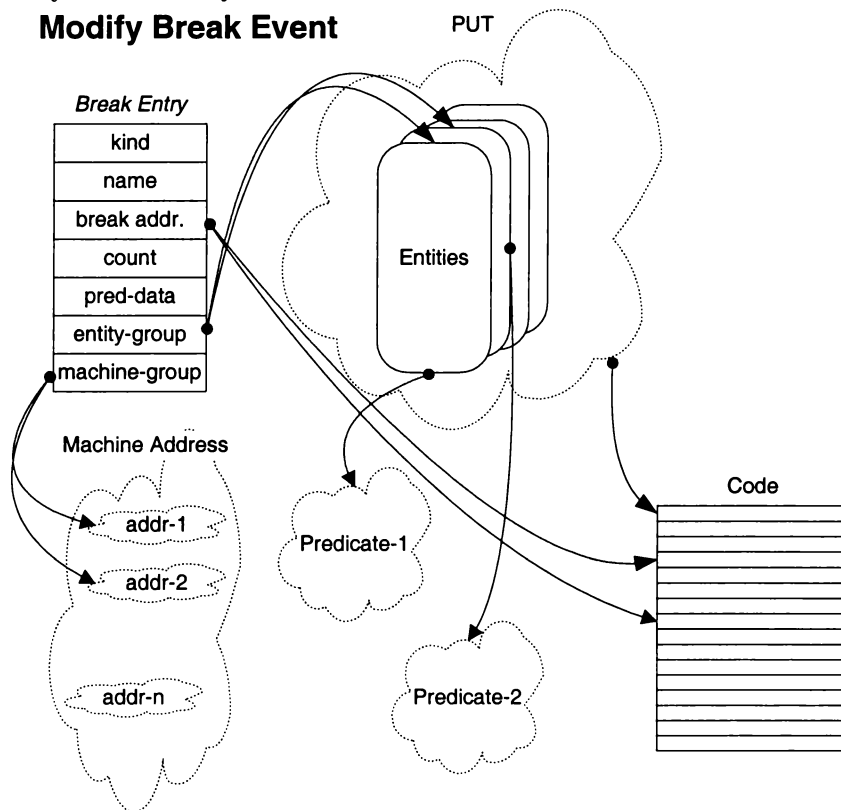 Modify Break Event
PUT
Break Entry
kind
name
break addr.
count
pred-data
entity-group
machine-group
Entities
Machine Address
addr-1
addr-2
addr-n
Predicate-1
Predicate-2
Code